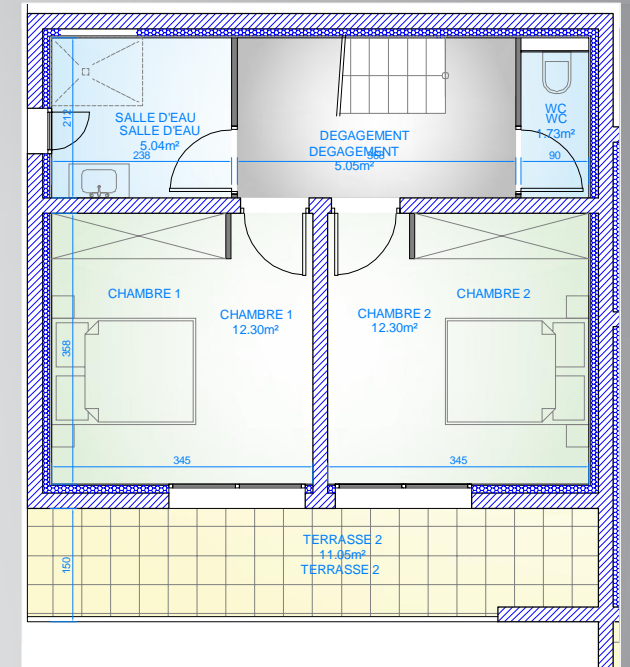 SALLE D'EAU
SALLE D'EAU
5.04m²
212
238
DEGAGEMENT
DEGAGEMENT
5.05m²
WC
WC
1.73m²
90
CHAMBRE 1
CHAMBRE 1
12.30m²
CHAMBRE 2
CHAMBRE 2
12.30m²
358
345
345
TERRASSE 2
11.05m²
TERRASSE 2
150